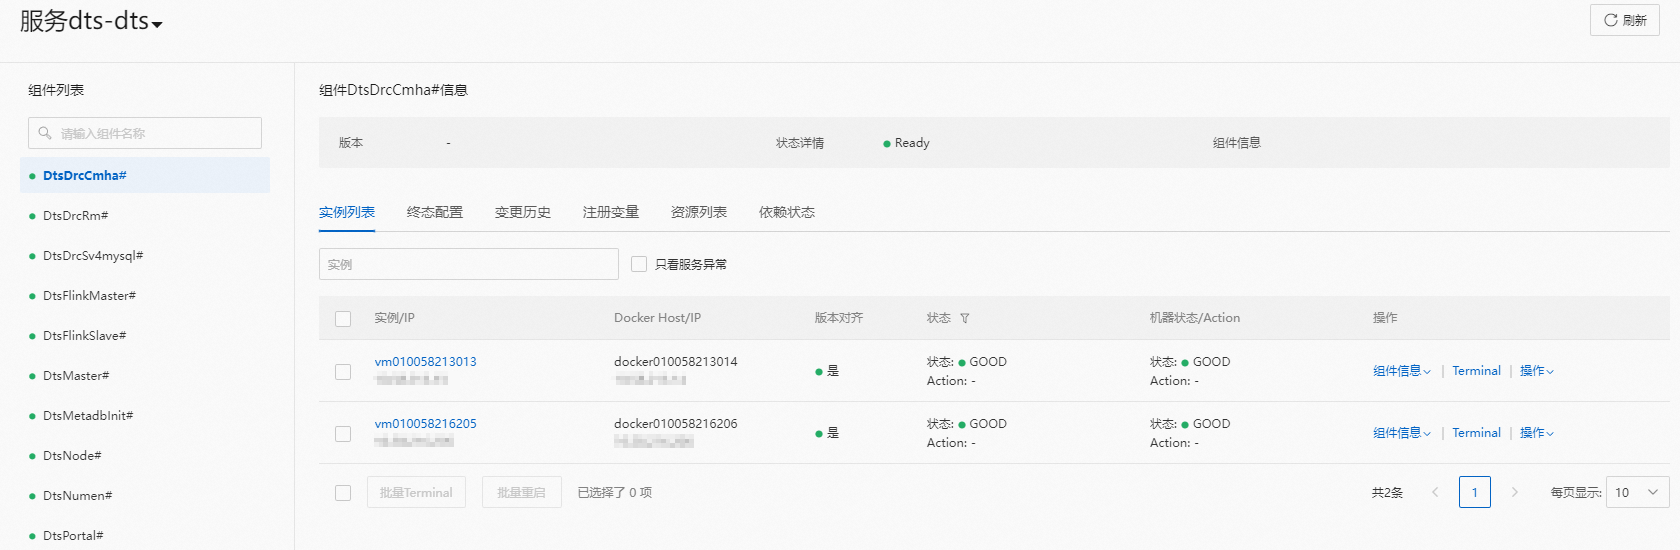 服务dts-dts
刷新
组件列表
请输入组件名称
DtsDrcCmha#
DtsDrcRm#
DtsDrcSv4mysql#
DtsFlinkMaster#
DtsFlinkSlave#
DtsMaster#
DtsMetadbInit#
DtsNode#
DtsNumen#
DtsPortal#
组件DtsDrcCmha#信息
版本 - 状态详情 Ready 组件信息
实例列表 终态配置 变更历史 注册变量 资源列表 依赖状态
实例 只看服务异常
实例/IP Docker Host/IP 版本对齐 状态 机器状态/Action 操作
vm010058213013 docker010058213014 是 状态: GOOD 状态: GOOD 组件信息 | Terminal | 操作
Action: - Action: -
vm010058216205 docker010058216206 是 状态: GOOD 状态: GOOD 组件信息 | Terminal | 操作
Action: - Action: -
批量Terminal 批量重启 已选择了 0 项 共2条 1 每页显示: 10